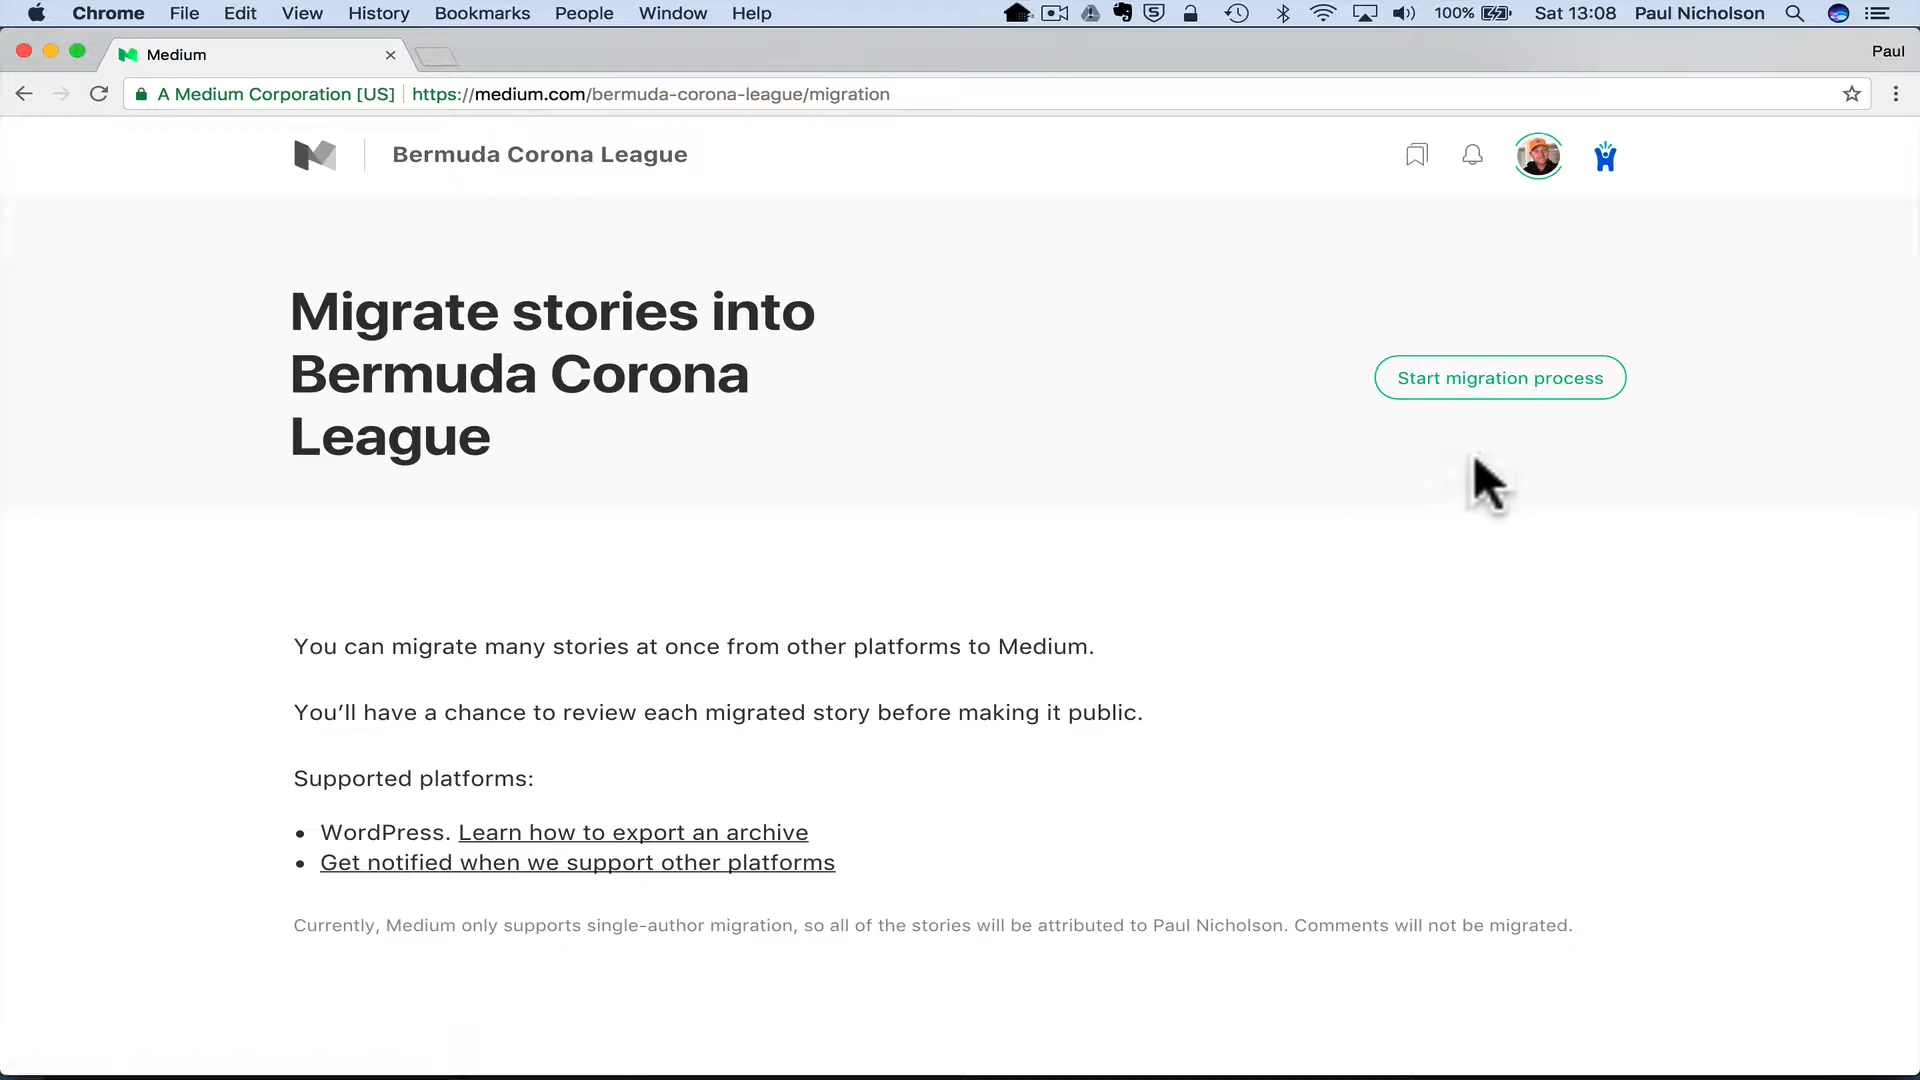 Chrome File Edit View History Bookmarks People Window Help 100% Sat 13:08 Paul Nicholson
Medium Paul
A Medium Corporation [US] https://medium.com/bermuda-corona-league/migration
Bermuda Corona League
Migrate stories into
Bermuda Corona
League
Start migration process
You can migrate many stories at once from other platforms to Medium.
You’ll have a chance to review each migrated story before making it public.
Supported platforms:
• WordPress. Learn how to export an archive
• Get notified when we support other platforms
Currently, Medium only supports single-author migration, so all of the stories will be attributed to Paul Nicholson. Comments will not be migrated.